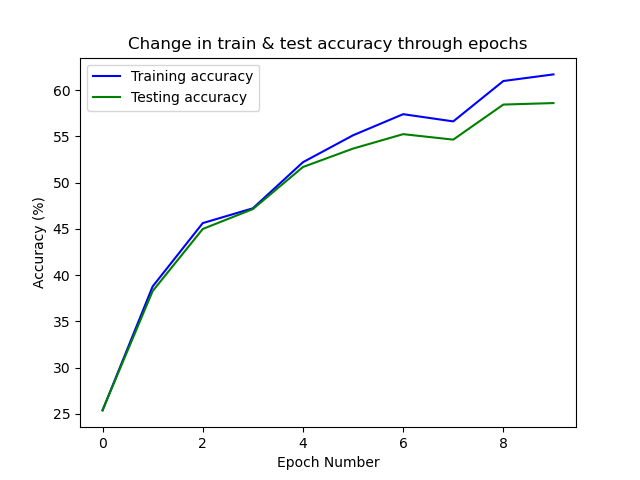 Change in train & test accuracy through epochs
Training accuracy
Testing accuracy
60
55
50
45
40
35
30
25
Accuracy (%)
0 2 4 6 8
Epoch Number